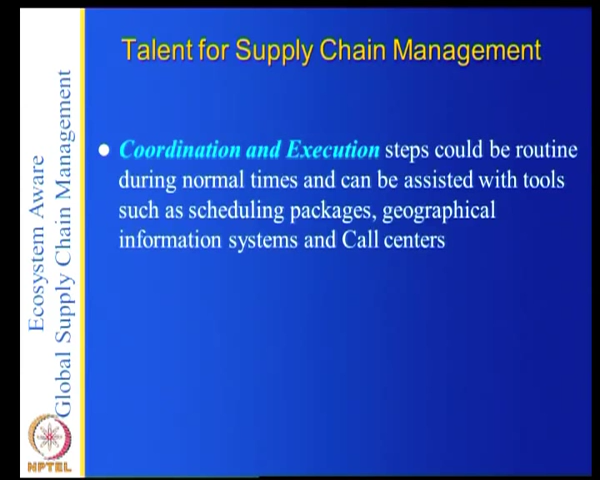 Talent for Supply Chain Management
Coordination and Execution steps could be routine
during normal times and can be assisted with tools
such as scheduling packages, geographical
information systems and Call centers
Ecosystem Aware
Global Supply Chain Management
NPTEL